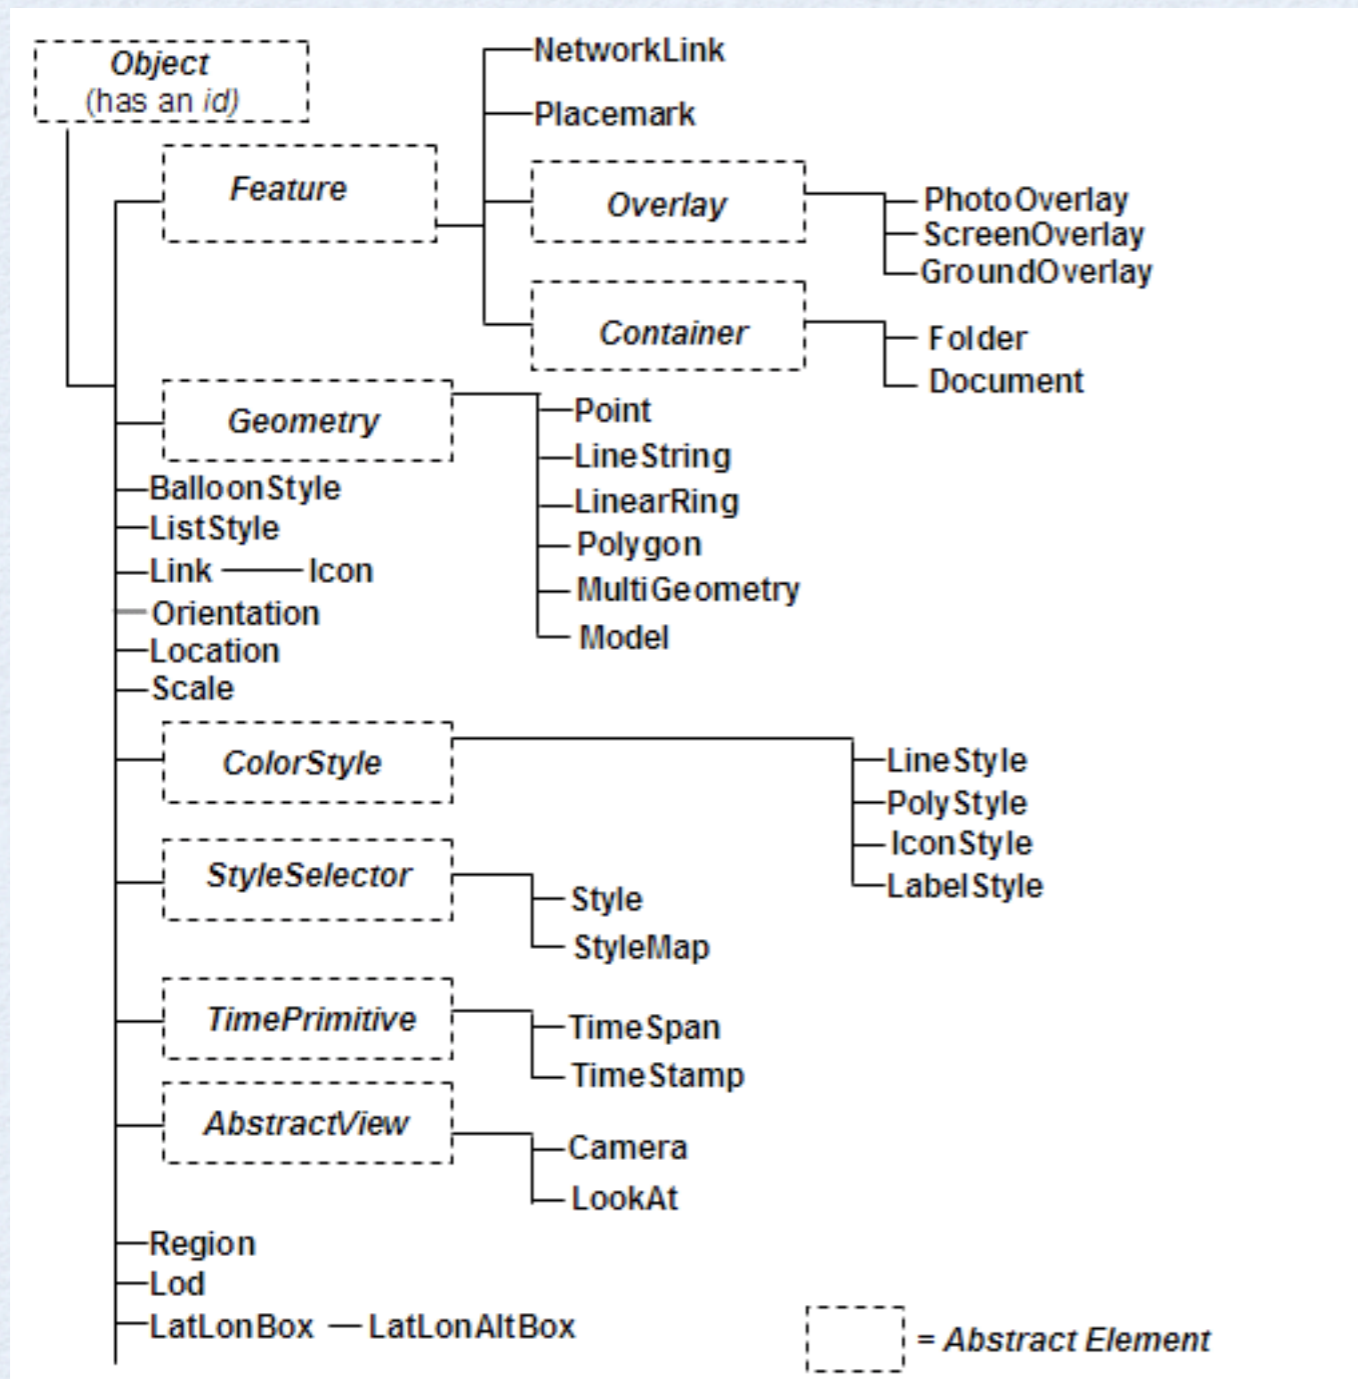 Object
(has an id)
NetworkLink
Placemark
Feature
Overlay
PhotoOverlay
ScreenOverlay
GroundOverlay
Container
Folder
Document
Geometry
Point
LineString
LinearRing
Polygon
MultiGeometry
Model
BalloonStyle
ListStyle
Link
Icon
Orientation
Location
Scale
ColorStyle
LineStyle
PolyStyle
IconStyle
LabelStyle
StyleSelector
Style
StyleMap
TimePrimitive
TimeSpan
TimeStamp
AbstractView
Camera
LookAt
Region
Lod
LatLonBox
LatLonAltBox
= Abstract Element